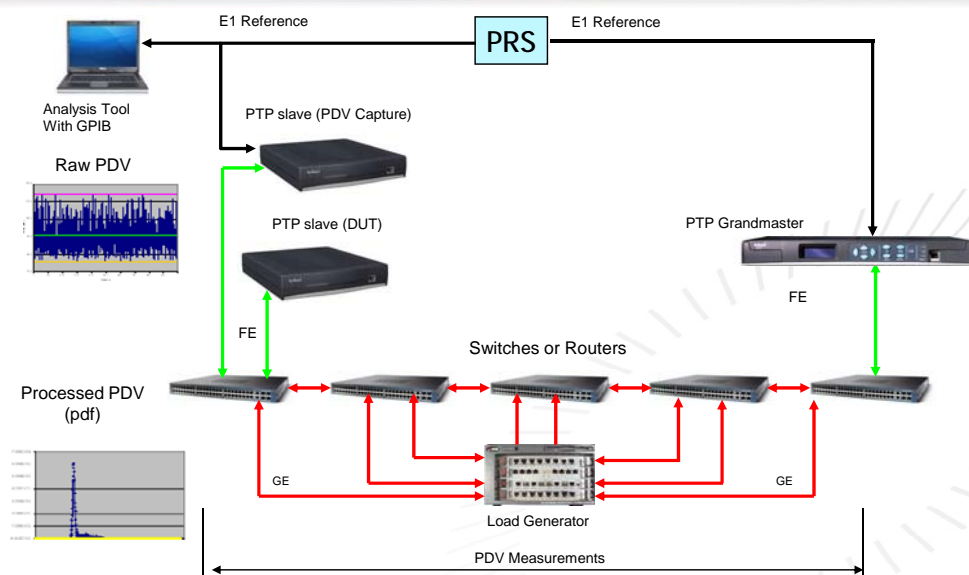 E1 Reference
PRS
E1 Reference
Analysis Tool
With GPIB
PTP slave (PDV Capture)
Raw PDV
PTP slave (DUT)
PTP Grandmaster
FE
FE
Switches or Routers
Processed PDV
(pdf)
GE
GE
Load Generator
PDV Measurements